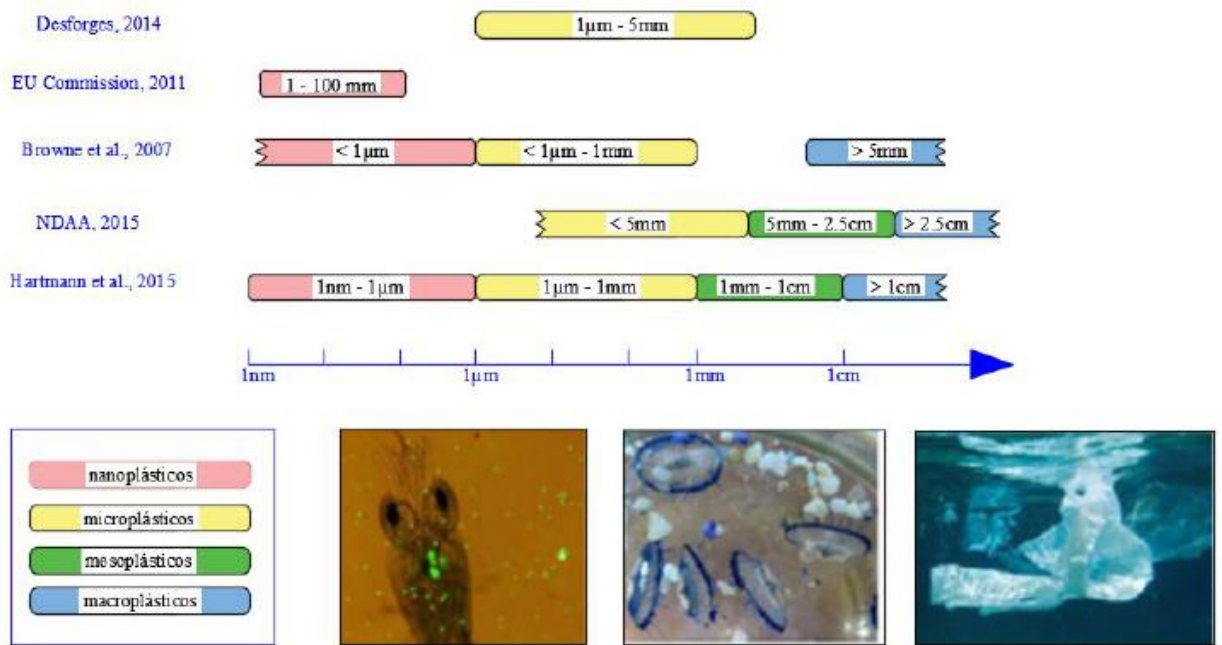 Desforges, 2014
1µm - 5mm
EU Commission, 2011
1 - 100 mm
Browne et al., 2007
< 1µm
< 1µm - 1mm
> 5mm
NDAA, 2015
< 5mm
5mm - 2.5cm
> 2.5cm
Hartmann et al., 2015
1nm - 1µm
1µm - 1mm
1mm - 1cm
> 1cm
1nm
1µm
1mm
1cm
nanoplásticos
microplásticos
mesoplásticos
macroplásticos